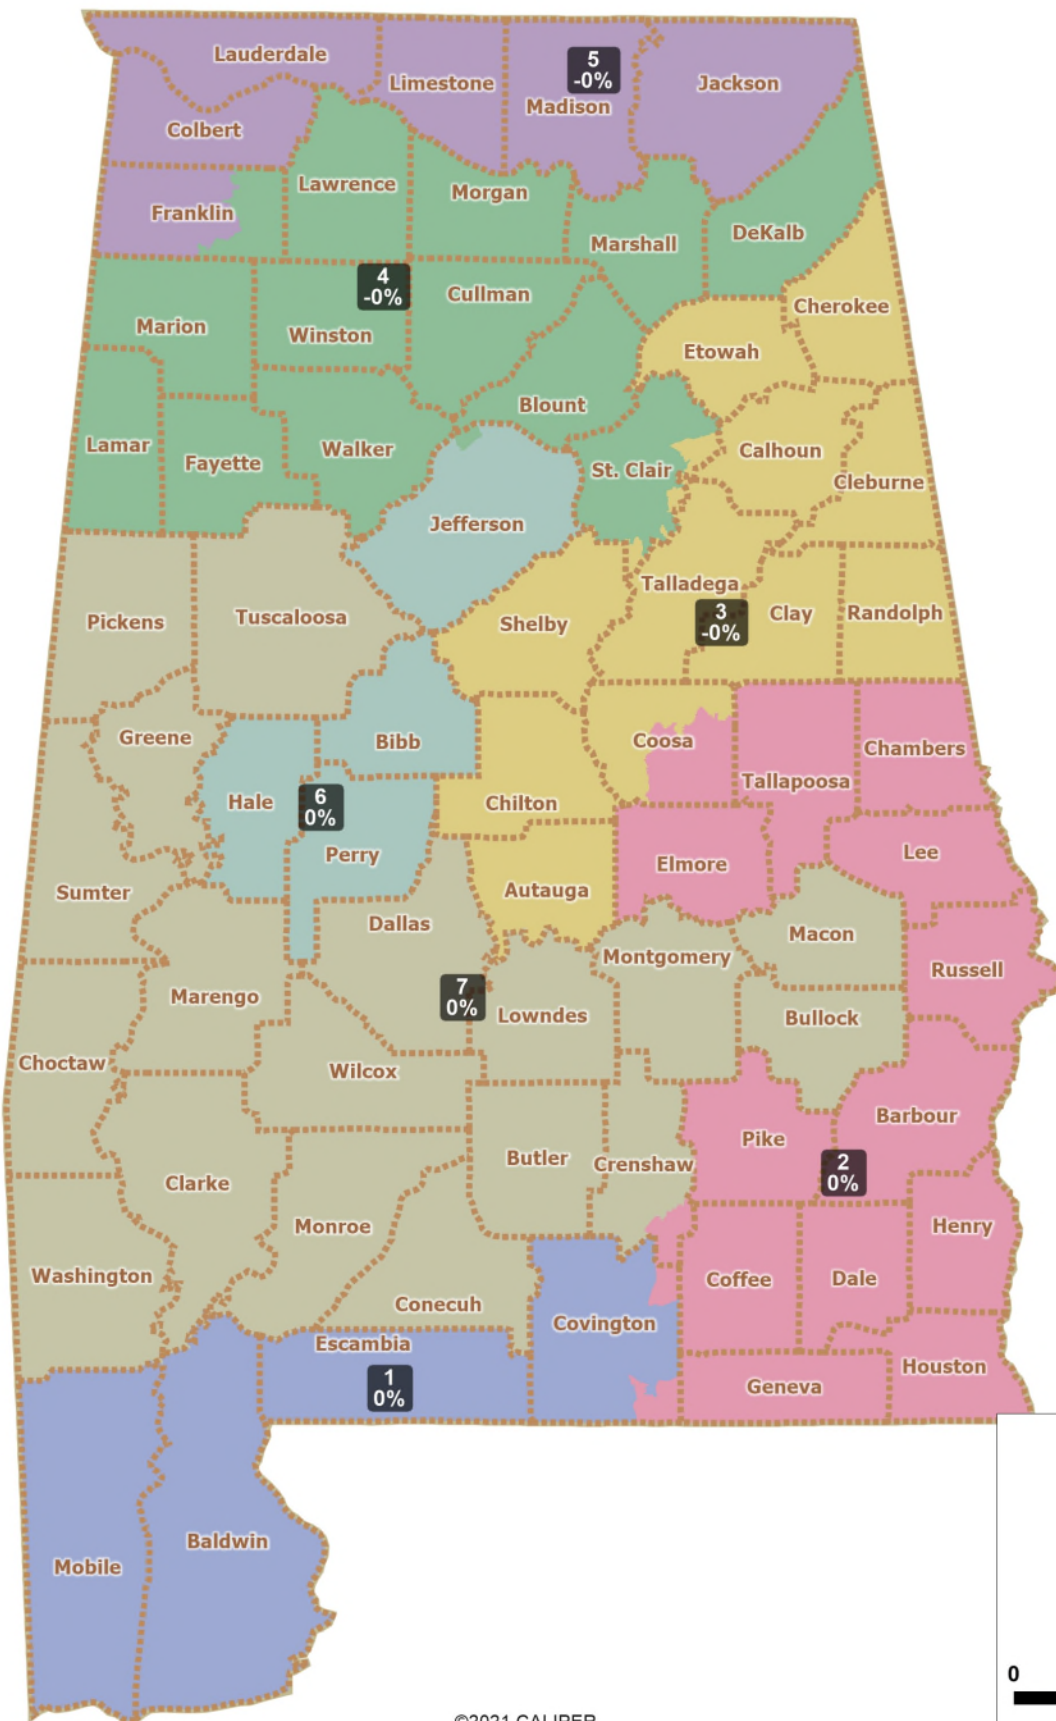 Lauderdale
Limestone
5
-0%
Madison
Jackson
Colbert
Lawrence
Morgan
Franklin
DeKalb
Marshall
4
-0%
Cullman
Cherokee
Marion
Winston
Etowah
Blount
Lamar
Walker
Calhoun
Fayette
St. Clair
Cleburne
Jefferson
Talladega
Pickens
Tuscaloosa
Shelby
3
-0%
Clay
Randolph
Greene
Bibb
Coosa
Chambers
Tallapoosa
Hale
6
0%
Chilton
Perry
Lee
Elmore
Sumter
Autauga
Dallas
Macon
Montgomery
Russell
Marengo
7
0%
Lowndes
Bullock
Choctaw
Wilcox
Barbour
Pike
Butler
Crenshaw
2
0%
Clarke
Monroe
Henry
Washington
Coffee
Dale
Conecuh
Covington
Escambia
Houston
1
0%
Geneva
Baldwin
Mobile
0
©2021 CALIPER